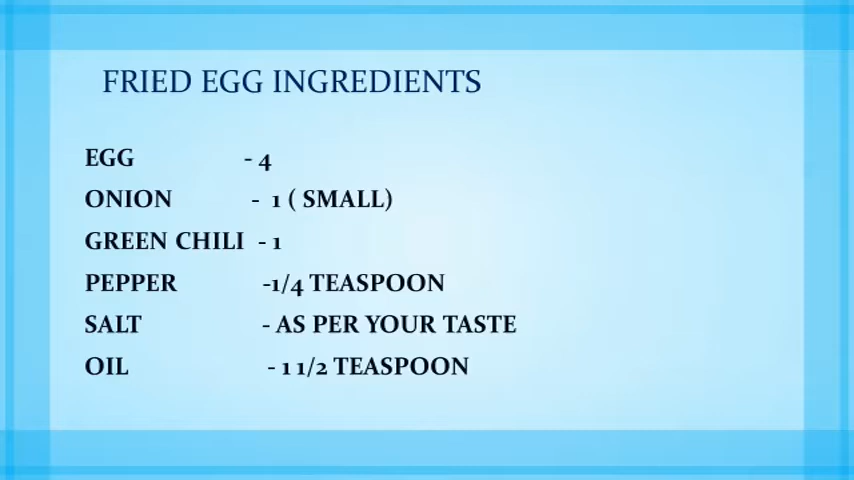 FRIED EGG INGREDIENTS
EGG - 4
ONION - 1 ( SMALL)
GREEN CHILI - 1
PEPPER -1/4 TEASPOON
SALT - AS PER YOUR TASTE
OIL - 1 1/2 TEASPOON